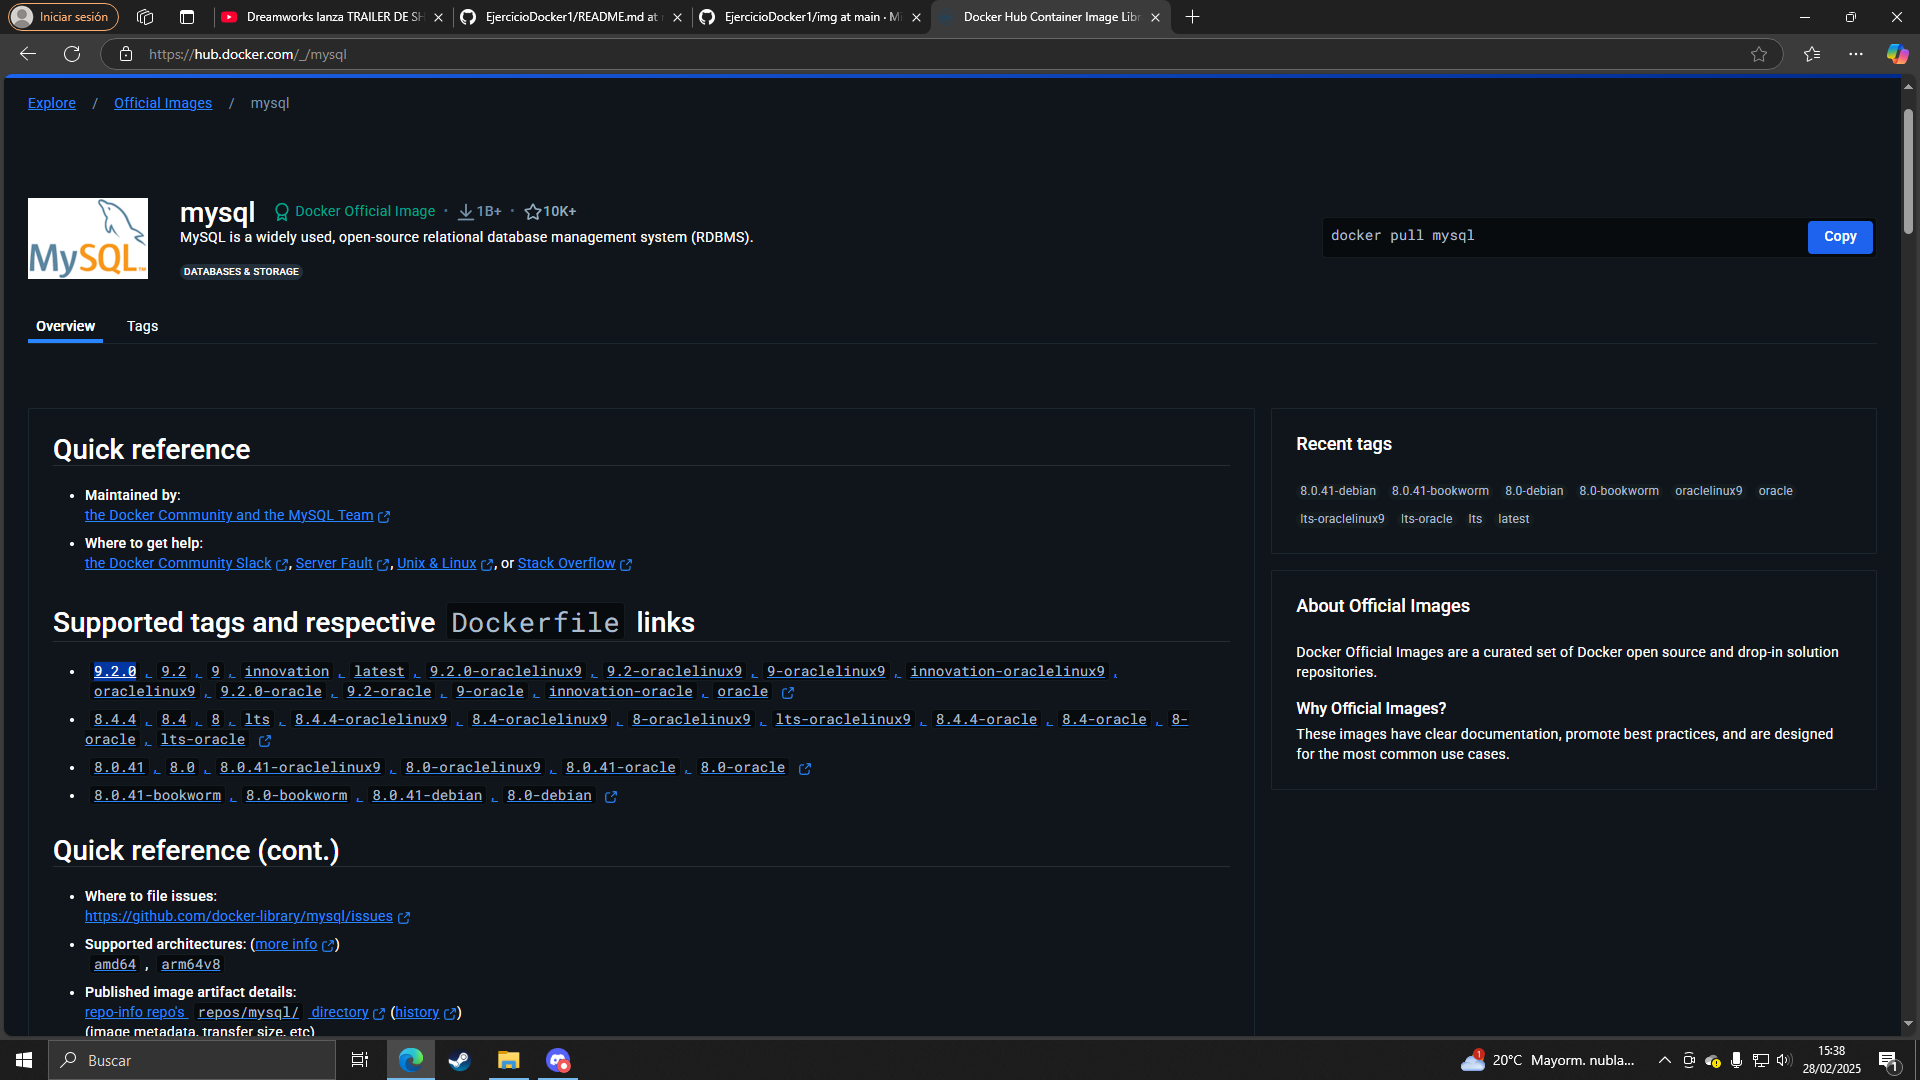 Iniciar sesión
Dreamworks lanza TRAILER DE SH
EjercicioDocker1/README.md at
EjercicioDocker1/img at main · Mi
Docker Hub Container Image Libr
https://hub.docker.com/_/mysql
Explore / Official Images / mysql
MySQL™
mysql Docker Official Image · 1B+ · 10K+
MySQL is a widely used, open-source relational database management system (RDBMS).
DATABASES & STORAGE
docker pull mysql
Copy
Overview Tags
Quick reference
• Maintained by:
the Docker Community and the MySQL Team
• Where to get help:
the Docker Community Slack, Server Fault, Unix & Linux, or Stack Overflow
Supported tags and respective Dockerfile links
• 9.2.0, 9.2, 9, innovation, latest, 9.2.0-oraclelinux9, 9.2-oraclelinux9, 9-oraclelinux9, innovation-oraclelinux9,
oraclelinux9, 9.2.0-oracle, 9.2-oracle, 9-oracle, innovation-oracle, oracle
• 8.4.4, 8.4, 8, lts, 8.4.4-oraclelinux9, 8.4-oraclelinux9, 8-oraclelinux9, lts-oraclelinux9, 8.4.4-oracle, 8.4-oracle, 8-
oracle, lts-oracle
• 8.0.41, 8.0, 8.0.41-oraclelinux9, 8.0-oraclelinux9, 8.0.41-oracle, 8.0-oracle
• 8.0.41-bookworm, 8.0-bookworm, 8.0.41-debian, 8.0-debian
Quick reference (cont.)
• Where to file issues:
https://github.com/docker-library/mysql/issues
• Supported architectures: (more info)
amd64, arm64v8
• Published image artifact details:
repo-info repo's repos/mysql/ directory (history)
(image metadata, transfer size, etc)
Recent tags
8.0.41-debian 8.0.41-bookworm 8.0-debian 8.0-bookworm oraclelinux9 oracle
lts-oraclelinux9 lts-oracle lts latest
About Official Images
Docker Official Images are a curated set of Docker open source and drop-in solution
repositories.
Why Official Images?
These images have clear documentation, promote best practices, and are designed
for the most common use cases.
Buscar
1
20°C Mayorm. nubla...
15:38
28/02/2025
1